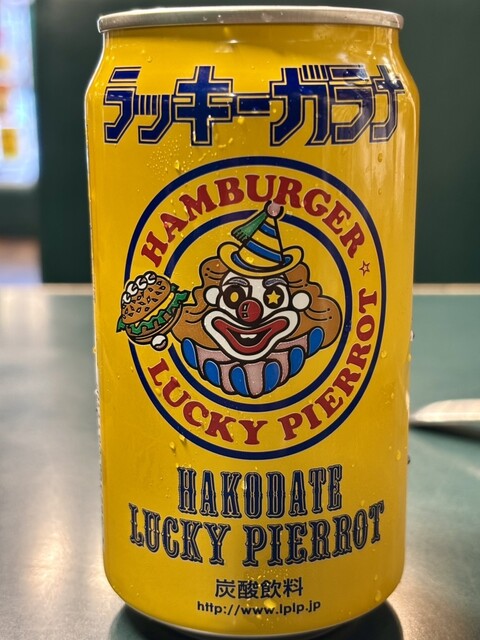 ラッキーガラナ
HAMBURGER ☆
LUCKY PIERROT
HAKODATE
LUCKY PIERROT
炭酸飲料
http://www.lplp.jp